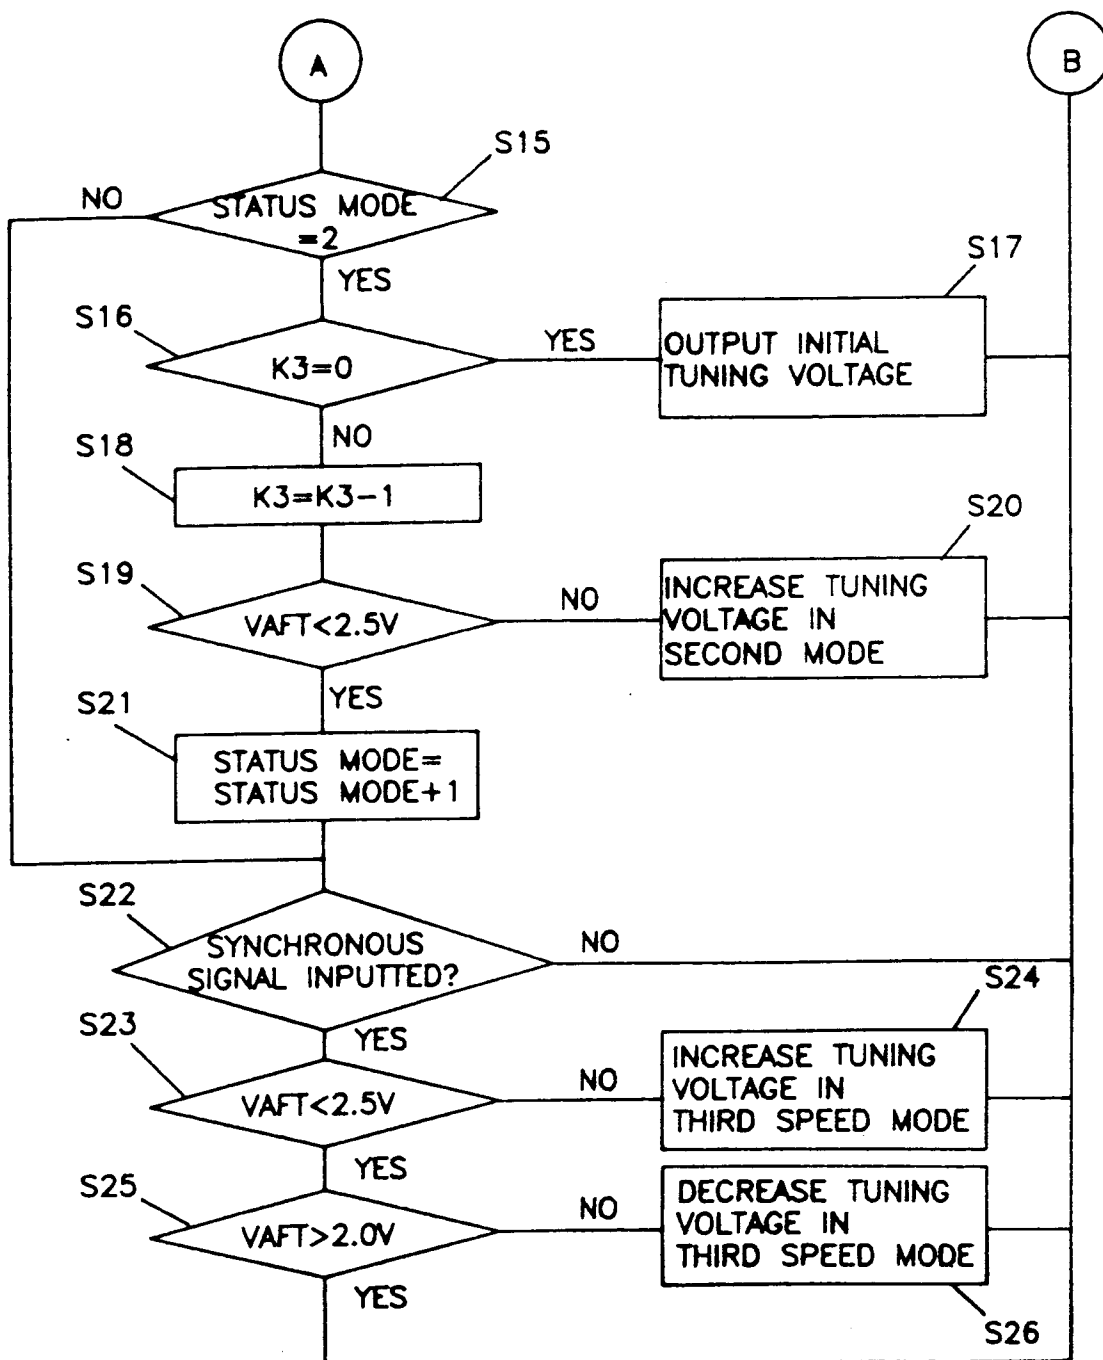 A
B
S15
NO
STATUS MODE
=2
YES
S17
S16
K3=0
YES
OUTPUT INITIAL
TUNING VOLTAGE
NO
S18
K3=K3-1
S20
S19
VAFT<2.5V
NO
INCREASE TUNING
VOLTAGE IN
SECOND MODE
YES
S21
STATUS MODE=
STATUS MODE+1
S22
SYNCHRONOUS
SIGNAL INPUTTED?
NO
S24
YES
S23
VAFT<2.5V
NO
INCREASE TUNING
VOLTAGE IN
THIRD SPEED MODE
YES
S25
VAFT>2.0V
NO
DECREASE TUNING
VOLTAGE IN
THIRD SPEED MODE
YES
S26